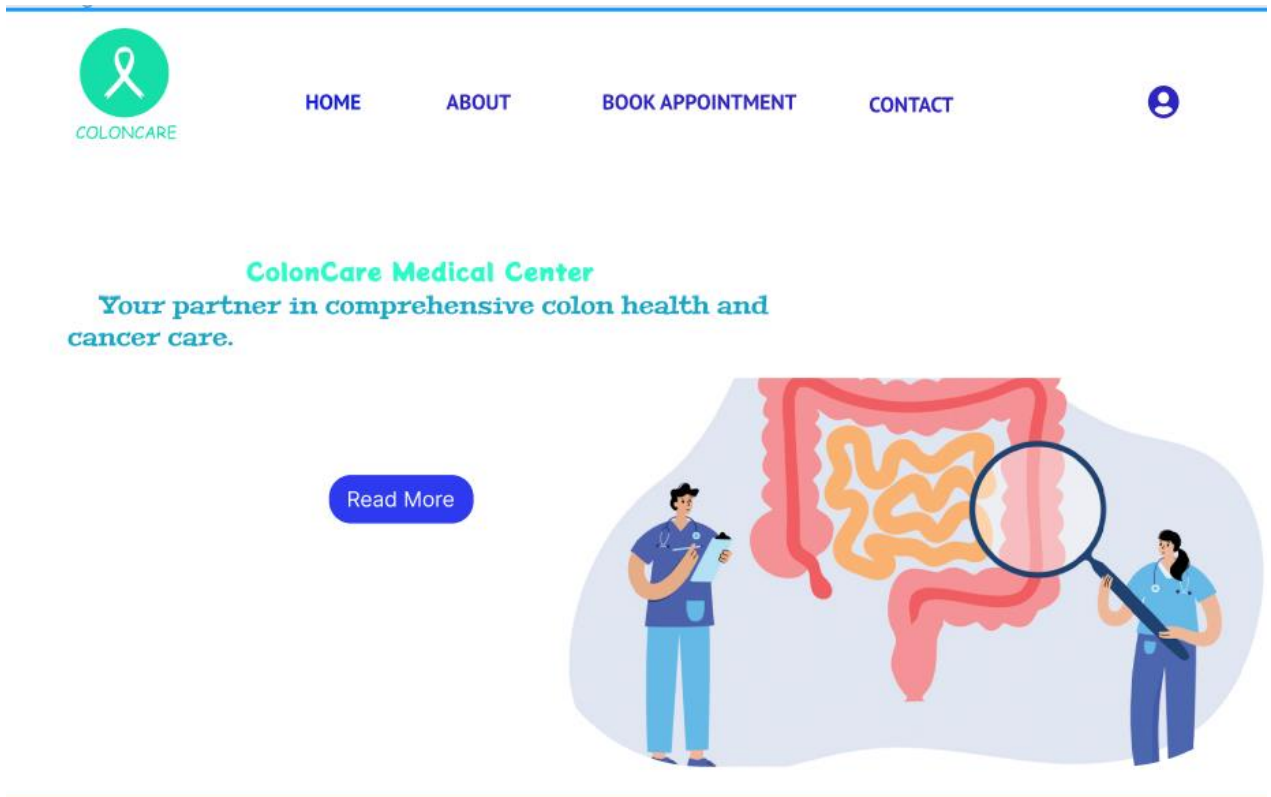 COLONCARE
HOME
ABOUT
BOOK APPOINTMENT
CONTACT
ColonCare Medical Center
Your partner in comprehensive colon health and
cancer care.
Read More